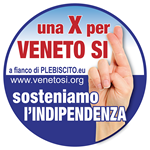 una X per
VENETO SI
a fianco di PLEBISCITO.eu
www.venetosi.org
sosteniamo
l'INDIPENDENZA